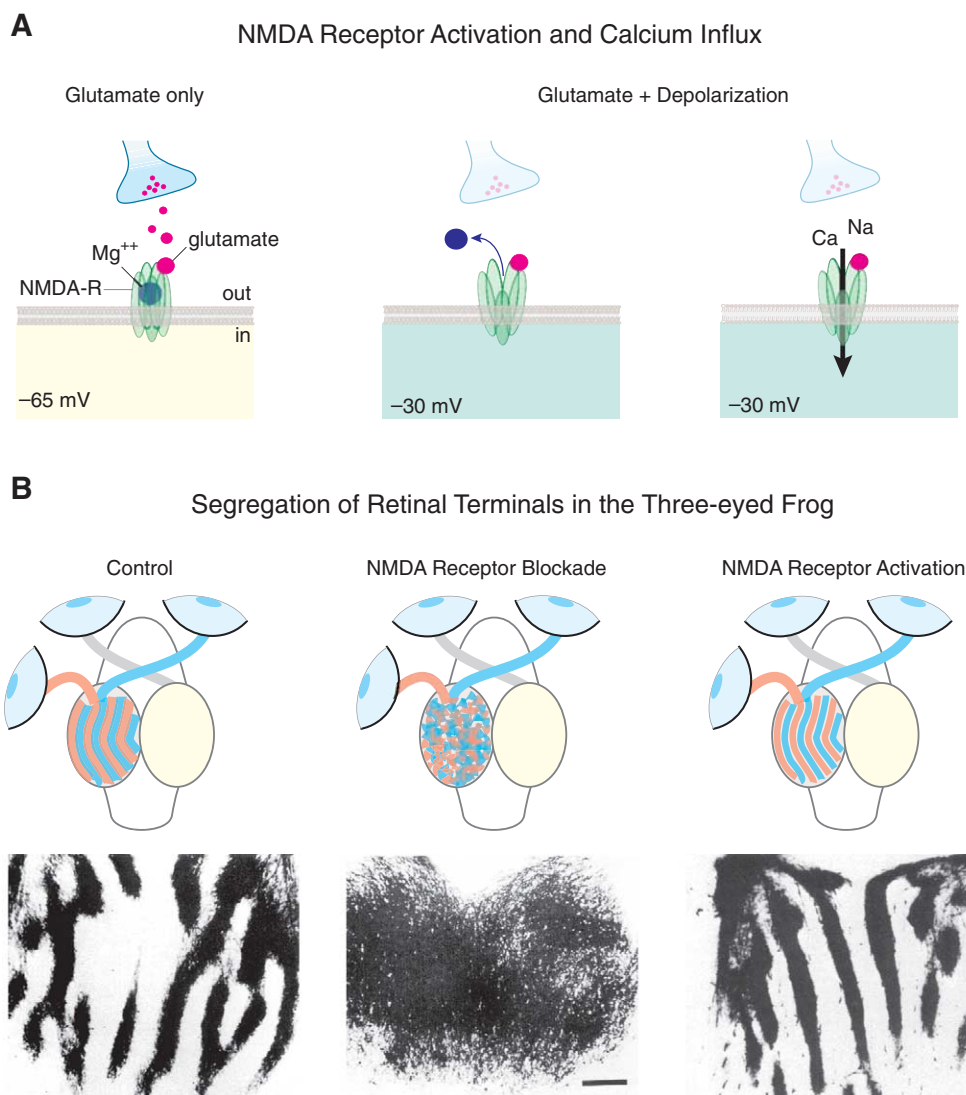 A
NMDA Receptor Activation and Calcium Influx
Glutamate only
Glutamate + Depolarization
Mg++
glutamate
NMDA-R
out
in
–65 mV
–30 mV
Ca
Na
–30 mV
B
Segregation of Retinal Terminals in the Three-eyed Frog
Control
NMDA Receptor Blockade
NMDA Receptor Activation